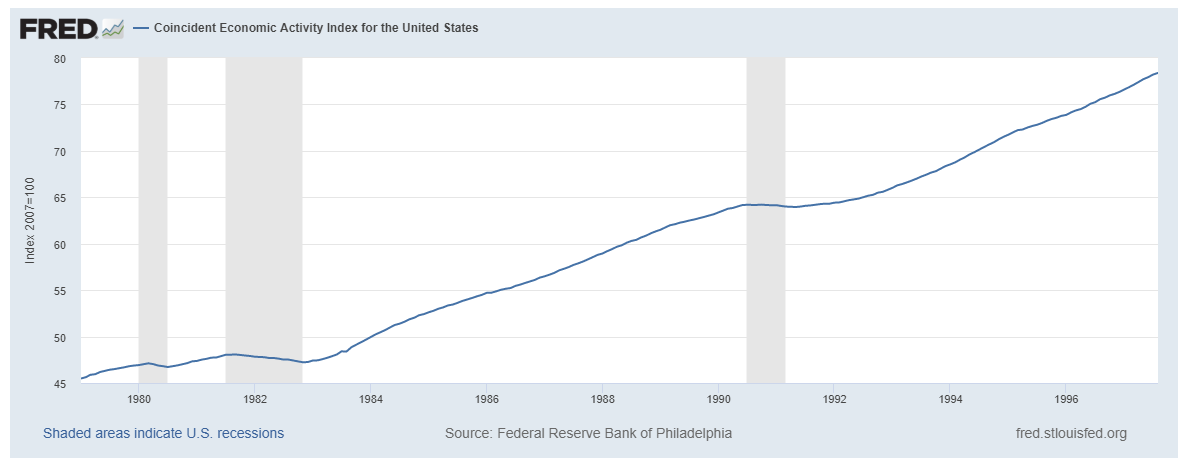 FRED Coincident Economic Activity Index for the United States
80
75
70
65
60
55
50
45
Index 2007=100
1980 1982 1984 1986 1988 1990 1992 1994 1996
Shaded areas indicate U.S. recessions Source: Federal Reserve Bank of Philadelphia fred.stlouisfed.org